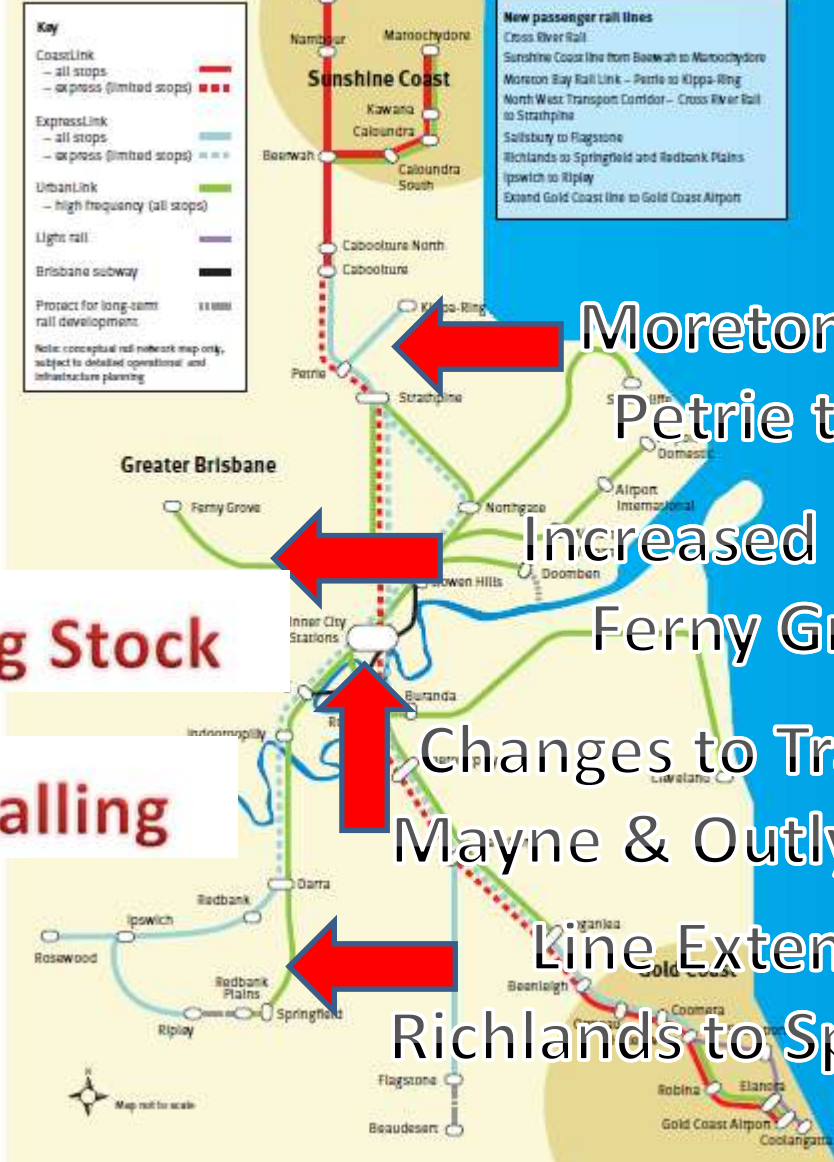 Key
CoastLink
– all stops
– express (limited stops)
ExpressLink
– all stops
– express (limited stops)
UrbanLink
– high frequency (all stops)
Light rail
Brisbane subway
Protect for long-term
rail development
Note: conceptual rail network map only,
subject to detailed operational and
infrastructure planning
New passenger rail lines
Cross River Rail
Sunshine Coast line from Beerwah to Maroochydore
Moreton Bay Rail Link – Petrie to Kippa-Ring
North West Transport Corridor – Cross River Rail
to Strathpine
Salisbury to Flagstone
Richlands to Springfield and Redbank Plains
Ipswich to Ripley
Extend Gold Coast line to Gold Coast Airport
Nambour
Maroochydore
Sunshine Coast
Kawana
Caloundra
Beerwah
Caloundra
South
Caboolture North
Caboolture
Kippa-Ring
Moreton
Petrie
Strathpine
Petrie t
Domestic
Greater Brisbane
Ferny Grove
Northgate
Airport
International
Increased
Doomben
Bowen Hills
Inner City
Stations
Ferny Gr
g Stock
Buranda
Indooroopilly
Changes to Tra
Cleveland
alling
Mayne & Outly
Darra
Redbank
Ipswich
Rosewood
Line Exten
Gold Coast
Beenleigh
Redbank
Plains
Springfield
Ripley
Coomera
Richlands to Sp
Flagstone
Robina
Elanora
N
Map not to scale
Beaudesert
Gold Coast Airport
Coolangatta